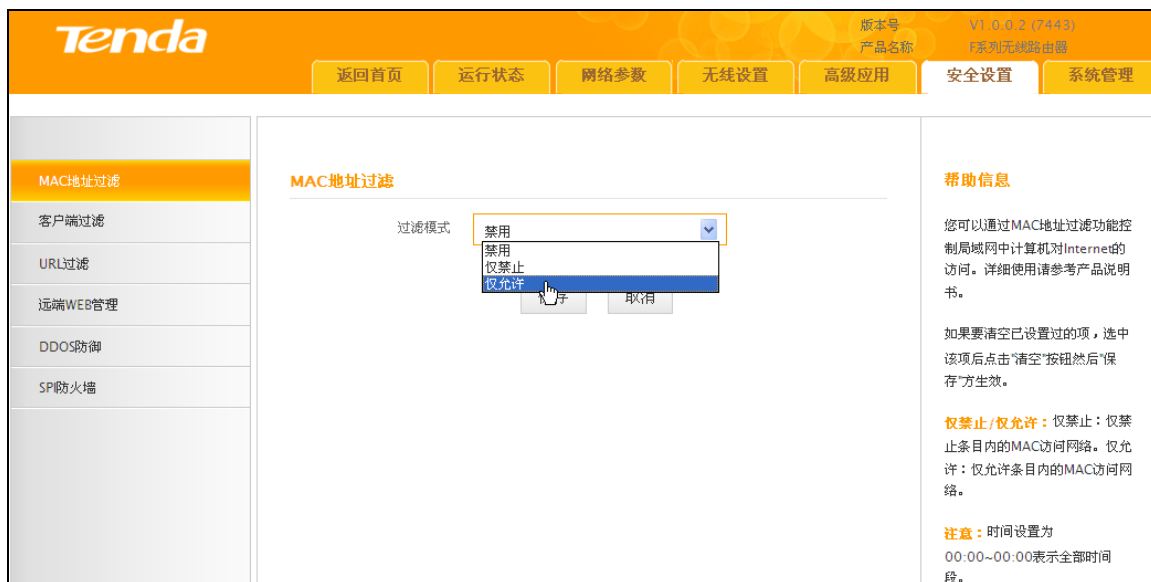 Tenda
版本号 V1.0.0.2 (7443)
产品名称 F系列无线路由器
返回首页 运行状态 网络参数 无线设置 高级应用 安全设置 系统管理
MAC地址过滤
客户端过滤
URL过滤
远端WEB管理
DDOS防御
SPI防火墙
MAC地址过滤
过滤模式 禁用
禁用
仅禁止
仅允许
取消
帮助信息
您可以通过MAC地址过滤功能控
制局域网中计算机对Internet的
访问。详细使用请参考产品说明
书。
如果要清空已设置过的项，选中
该项后点击"清空"按钮然后"保
存"方生效。
仅禁止/仅允许：仅禁止：仅禁
止条目内的MAC访问网络。仅允
许：仅允许条目内的MAC访问网
络。
注意：时间设置为
00:00~00:00表示全部时间
段。